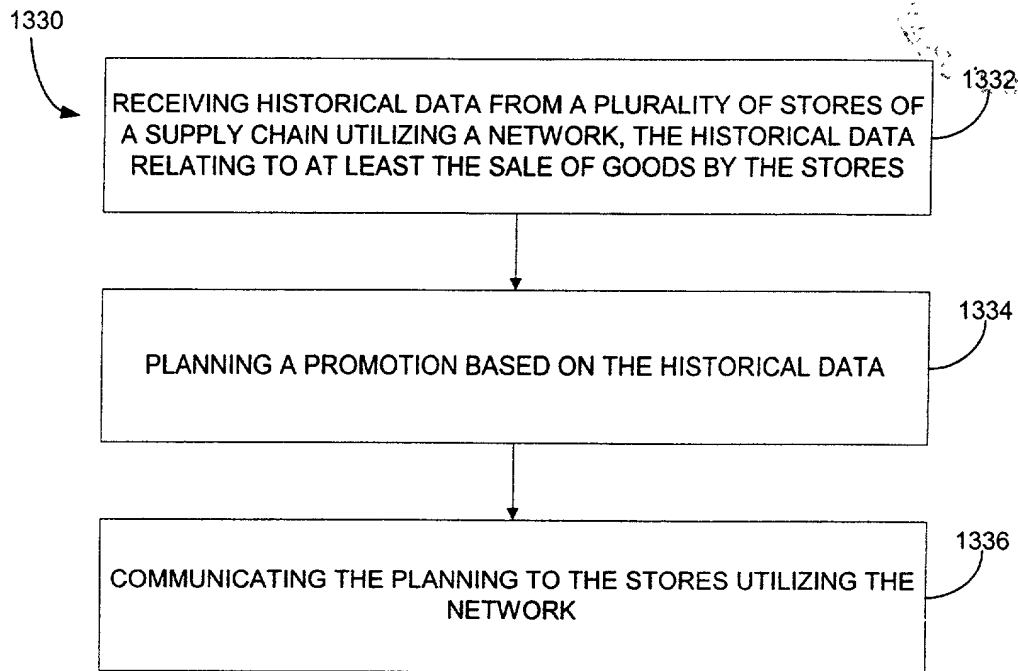 1330
1332
RECEIVING HISTORICAL DATA FROM A PLURALITY OF STORES OF
A SUPPLY CHAIN UTILIZING A NETWORK, THE HISTORICAL DATA
RELATING TO AT LEAST THE SALE OF GOODS BY THE STORES
1334
PLANNING A PROMOTION BASED ON THE HISTORICAL DATA
1336
COMMUNICATING THE PLANNING TO THE STORES UTILIZING THE
NETWORK